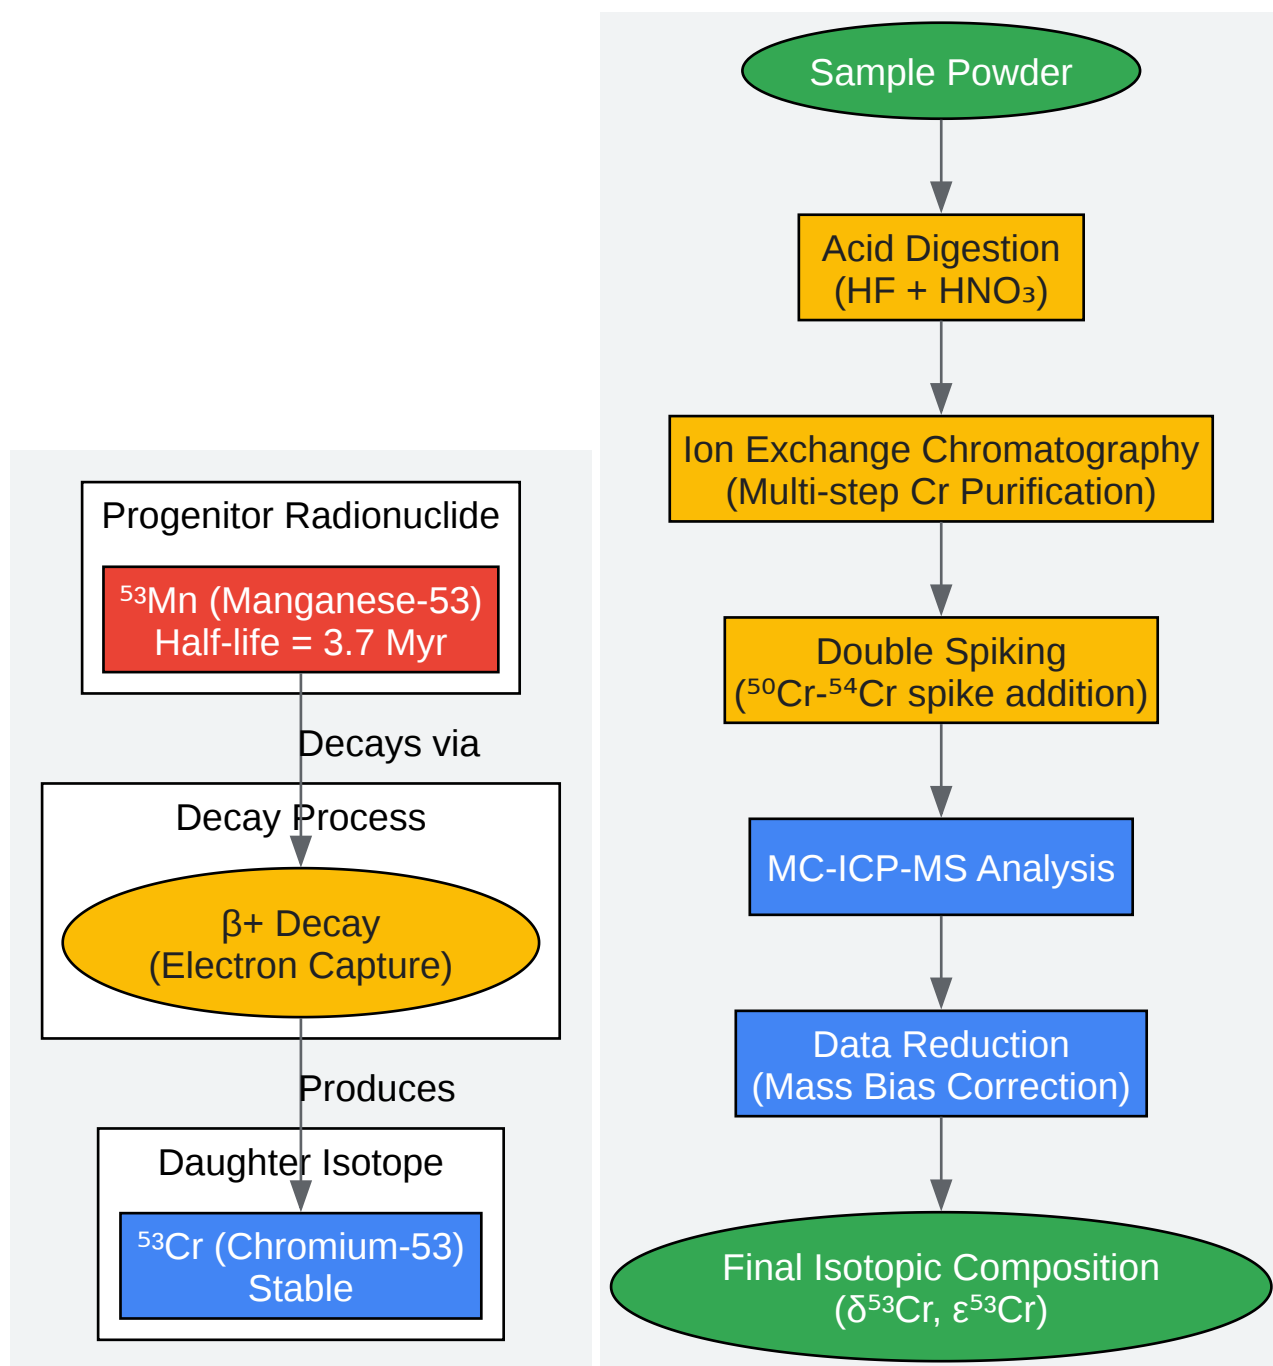 Progenitor Radionuclide
⁵³Mn (Manganese-53)
Half-life = 3.7 Myr
Decays via
Decay Process
β+ Decay
(Electron Capture)
Produces
Daughter Isotope
⁵³Cr (Chromium-53)
Stable
Sample Powder
Acid Digestion
(HF + HNO₃)
Ion Exchange Chromatography
(Multi-step Cr Purification)
Double Spiking
(⁵⁰Cr-⁵⁴Cr spike addition)
MC-ICP-MS Analysis
Data Reduction
(Mass Bias Correction)
Final Isotopic Composition
(δ⁵³Cr, ε⁵³Cr)